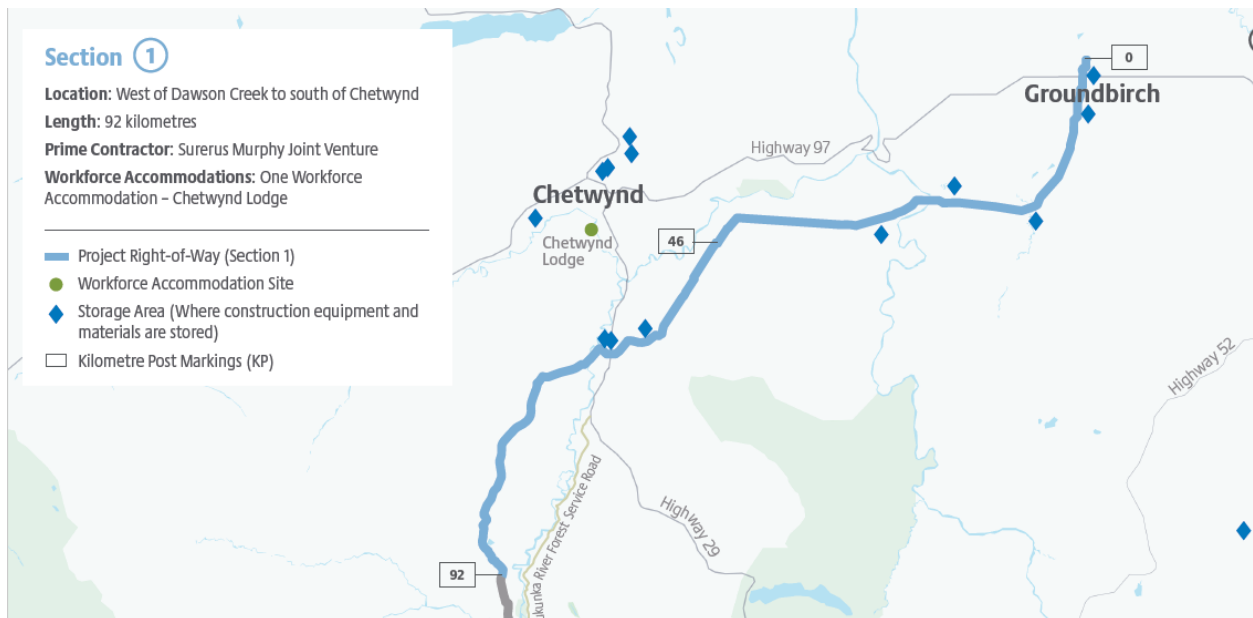 Section 1
Location: West of Dawson Creek to south of Chetwynd
Length: 92 kilometres
Prime Contractor: Surerus Murphy Joint Venture
Workforce Accommodations: One Workforce
Accommodation – Chetwynd Lodge
Project Right-of-Way (Section 1)
Workforce Accommodation Site
Storage Area (Where construction equipment and
materials are stored)
Kilometre Post Markings (KP)
0
Groundbirch
Highway 97
Chetwynd
Chetwynd
Lodge
46
Highway 52
Highway 29
ukunka River Forest Service Road
92